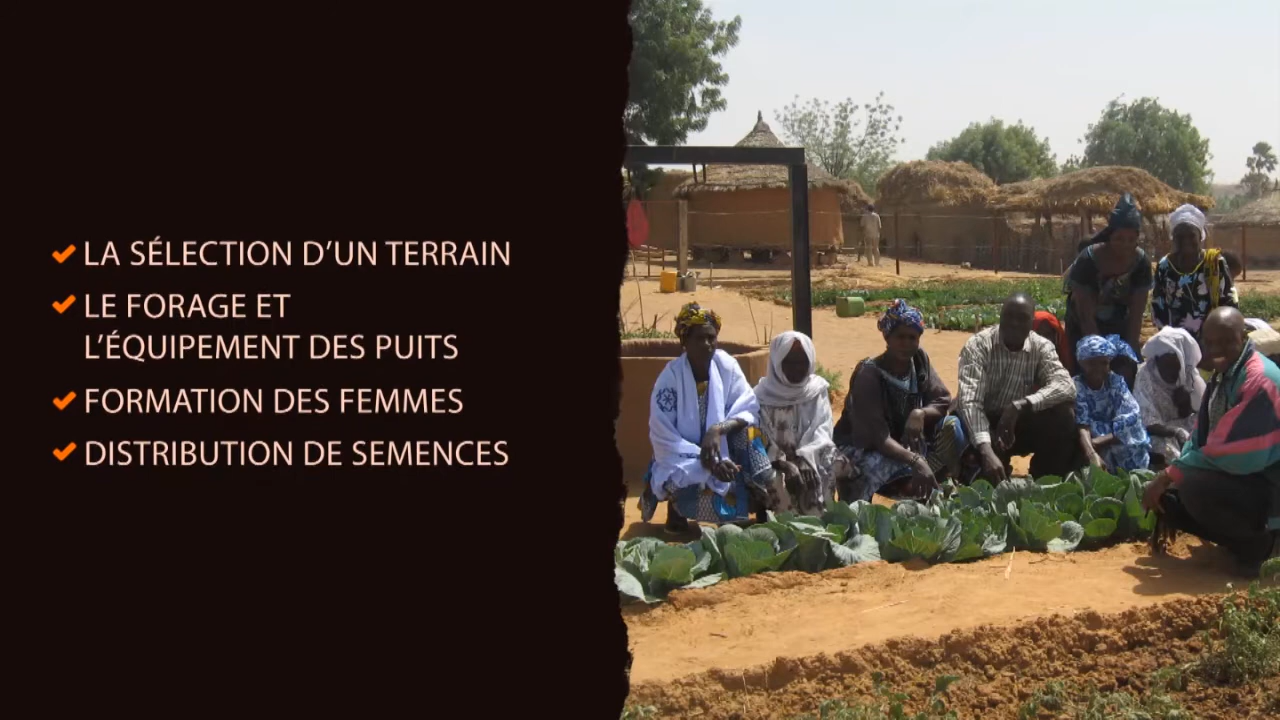 LA SÉLECTION D’UN TERRAIN
LE FORAGE ET
L’ÉQUIPEMENT DES PUITS
FORMATION DES FEMMES
DISTRIBUTION DE SEMENCES